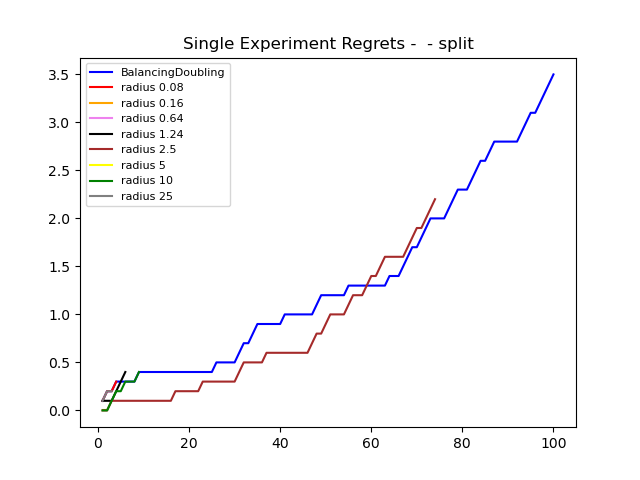 Single Experiment Regrets -  - split
BalancingDoubling
radius 0.08
radius 0.16
radius 0.64
radius 1.24
radius 2.5
radius 5
radius 10
radius 25
3.5
3.0
2.5
2.0
1.5
1.0
0.5
0.0
0 20 40 60 80 100